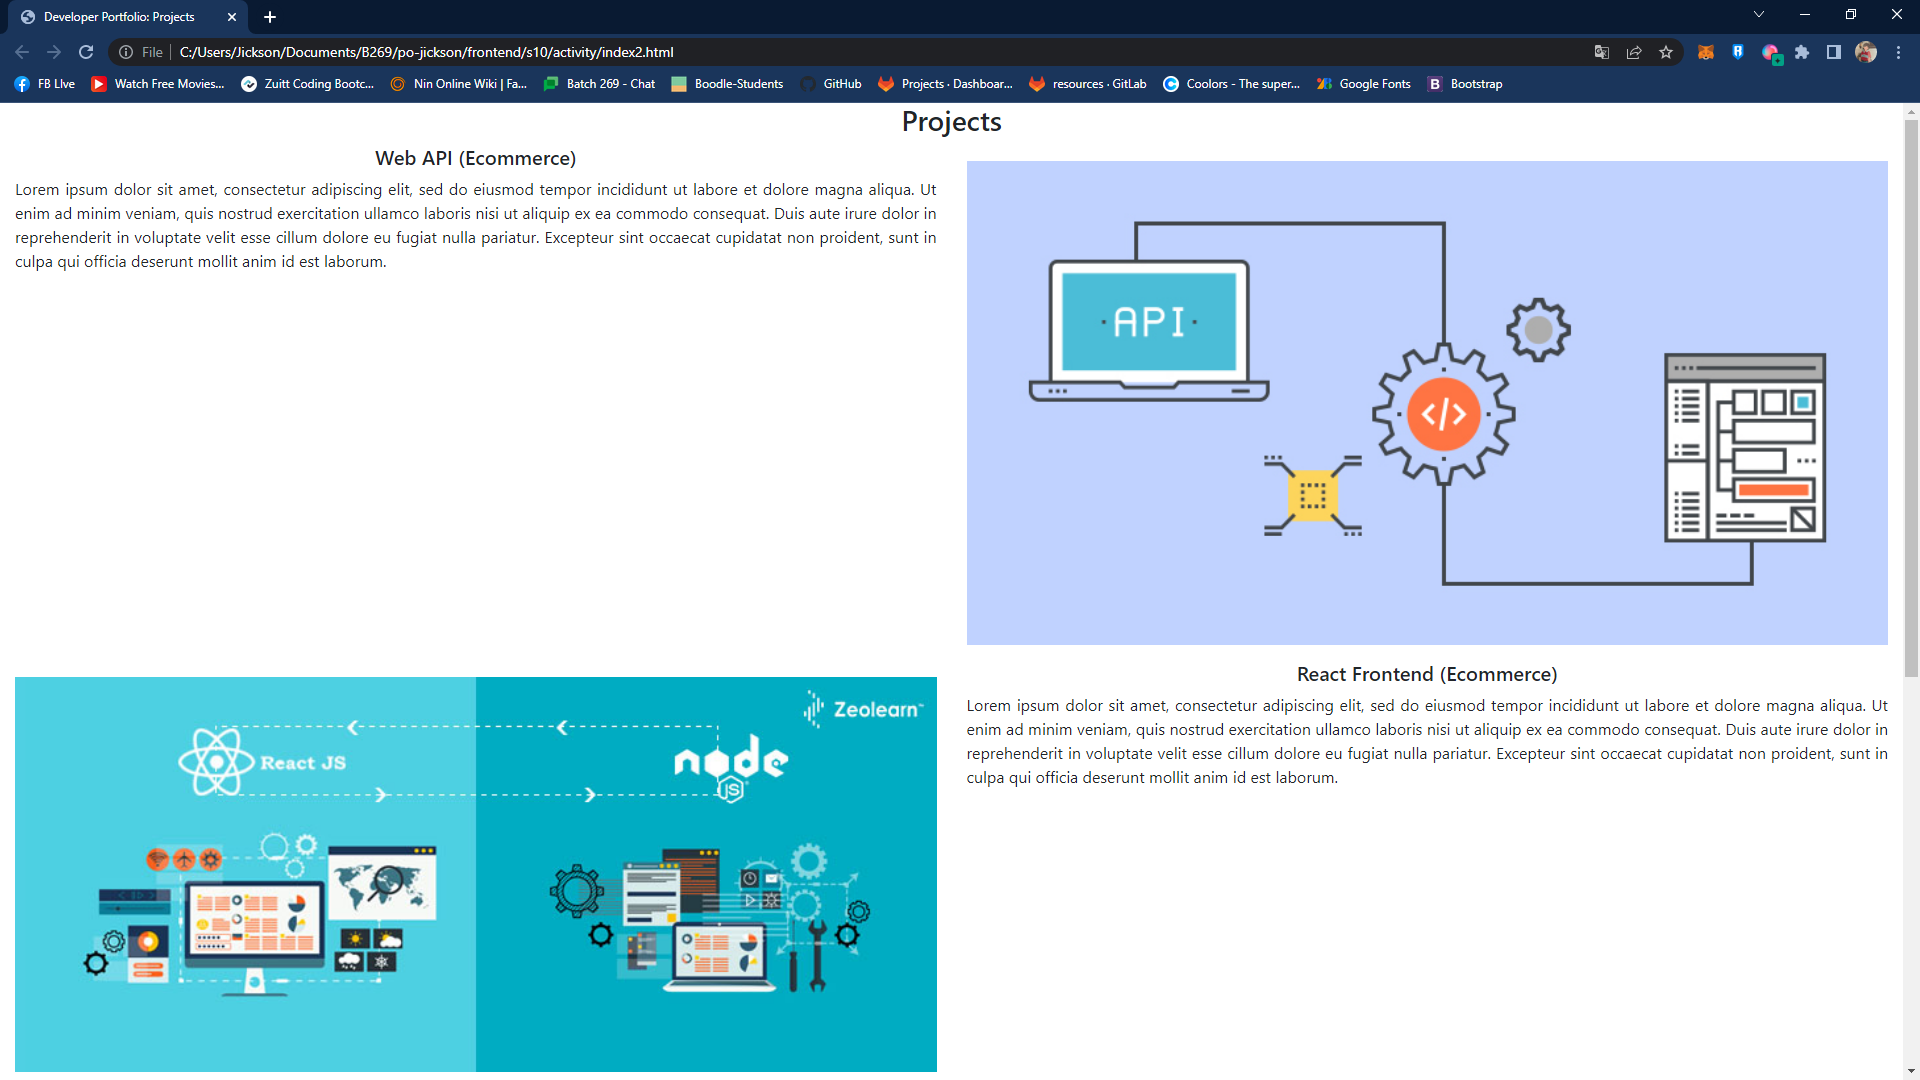 Developer Portfolio: Projects
File
C:/Users/Jickson/Documents/B269/po-jickson/frontend/s10/activity/index2.html
FB LIve
Watch Free Movies...
Zuitt Coding Bootc...
Nin Online Wiki | Fa...
Batch 269 - Chat
Boodle-Students
GitHub
Projects · Dashboar...
resources · GitLab
Coolors - The super...
Google Fonts
Bootstrap
Projects
Web API (Ecommerce)
Lorem ipsum dolor sit amet, consectetur adipiscing elit, sed do eiusmod tempor incididunt ut labore et dolore magna aliqua. Ut
enim ad minim veniam, quis nostrud exercitation ullamco laboris nisi ut aliquip ex ea commodo consequat. Duis aute irure dolor in
reprehenderit in voluptate velit esse cillum dolore eu fugiat nulla pariatur. Excepteur sint occaecat cupidatat non proident, sunt in
culpa qui officia deserunt mollit anim id est laborum.
· API ·
</>
Zeolearn™
React JS
node
JS
React Frontend (Ecommerce)
Lorem ipsum dolor sit amet, consectetur adipiscing elit, sed do eiusmod tempor incididunt ut labore et dolore magna aliqua. Ut
enim ad minim veniam, quis nostrud exercitation ullamco laboris nisi ut aliquip ex ea commodo consequat. Duis aute irure dolor in
reprehenderit in voluptate velit esse cillum dolore eu fugiat nulla pariatur. Excepteur sint occaecat cupidatat non proident, sunt in
culpa qui officia deserunt mollit anim id est laborum.